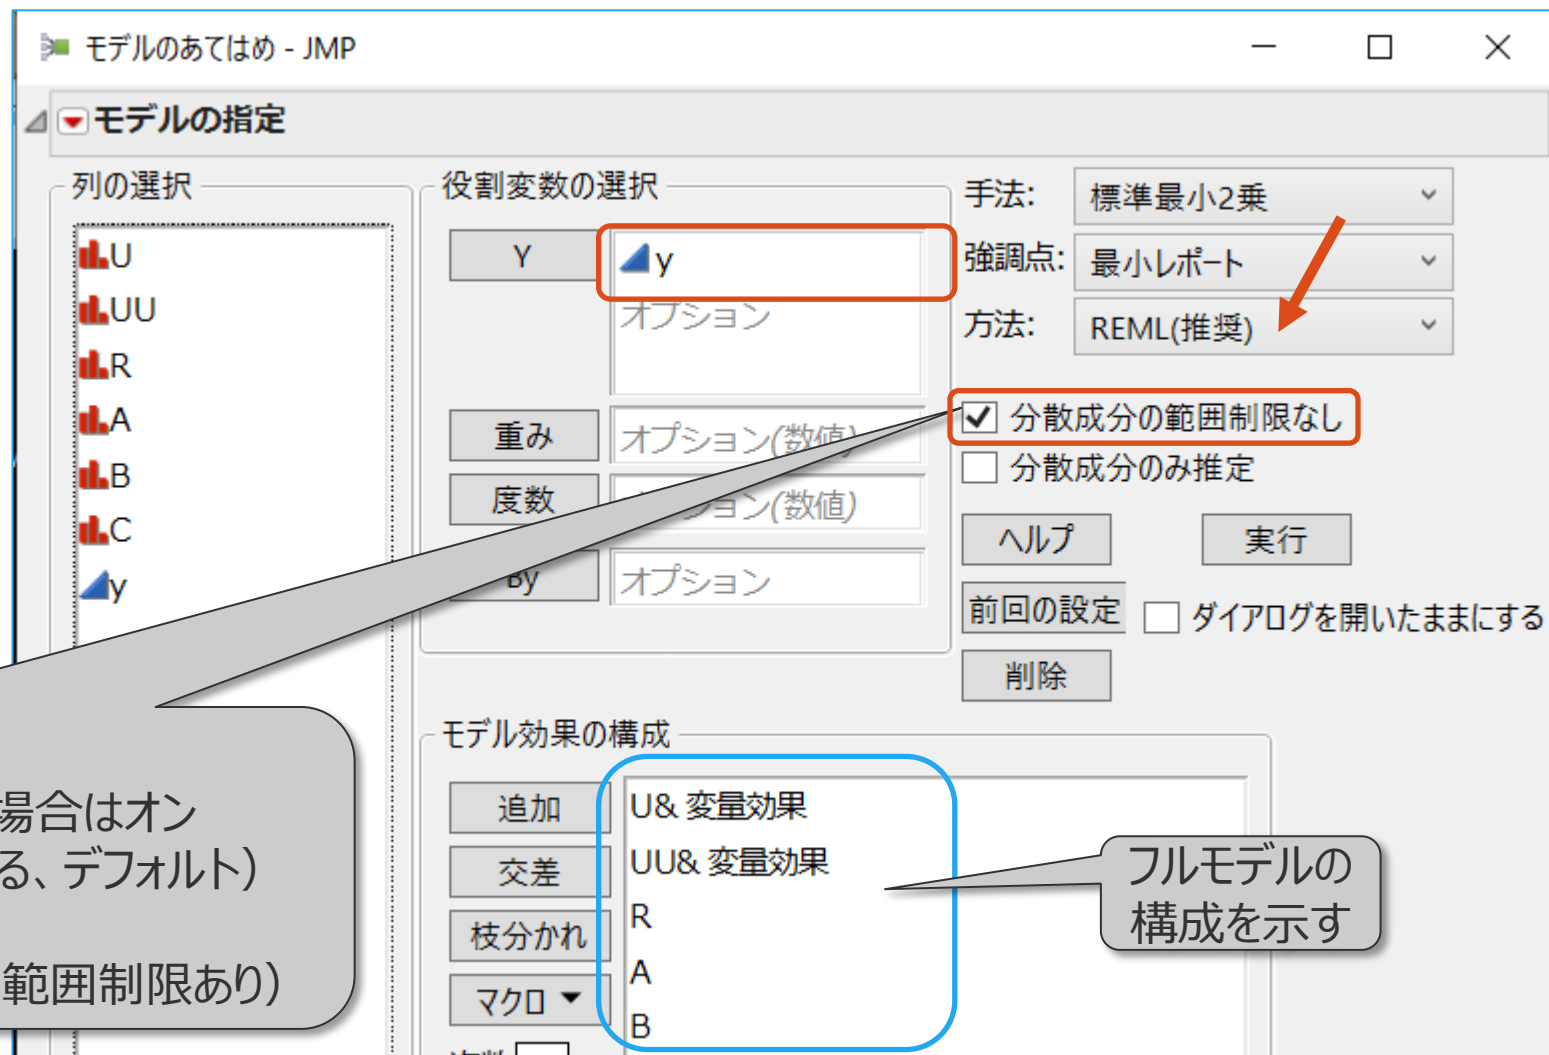 モデルのあてはめ - JMP
モデルの指定
列の選択
U
UU
R
A
B
C
y
役割変数の選択
Y
y
オプション
重み
オプション(数値)
度数
ション(数値)
By
オプション
手法:
標準最小2乗
強調点:
最小レポート
方法:
REML(推奨)
分散成分の範囲制限なし
分散成分のみ推定
ヘルプ
実行
前回の設定
ダイアログを開いたままにする
削除
場合はオン
る、デフォルト)
範囲制限あり)
モデル効果の構成
追加
交差
枝分かれ
マクロ
U& 変量効果
UU& 変量効果
R
A
B
フルモデルの
構成を示す